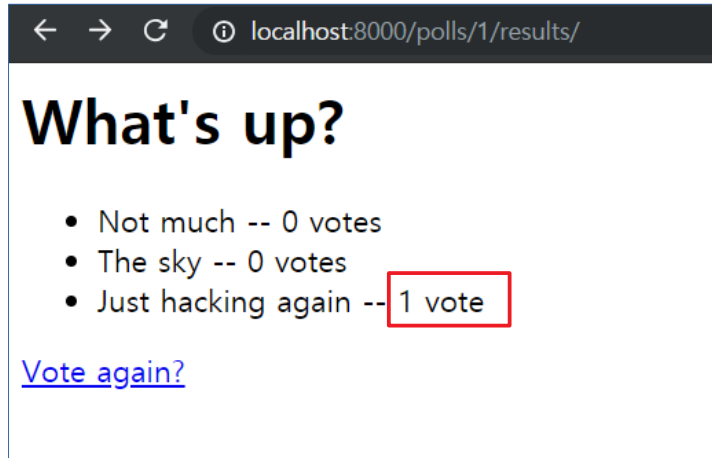 localhost:8000/polls/1/results/
What's up?
Not much -- 0 votes
The sky -- 0 votes
Just hacking again -- 1 vote
Vote again?